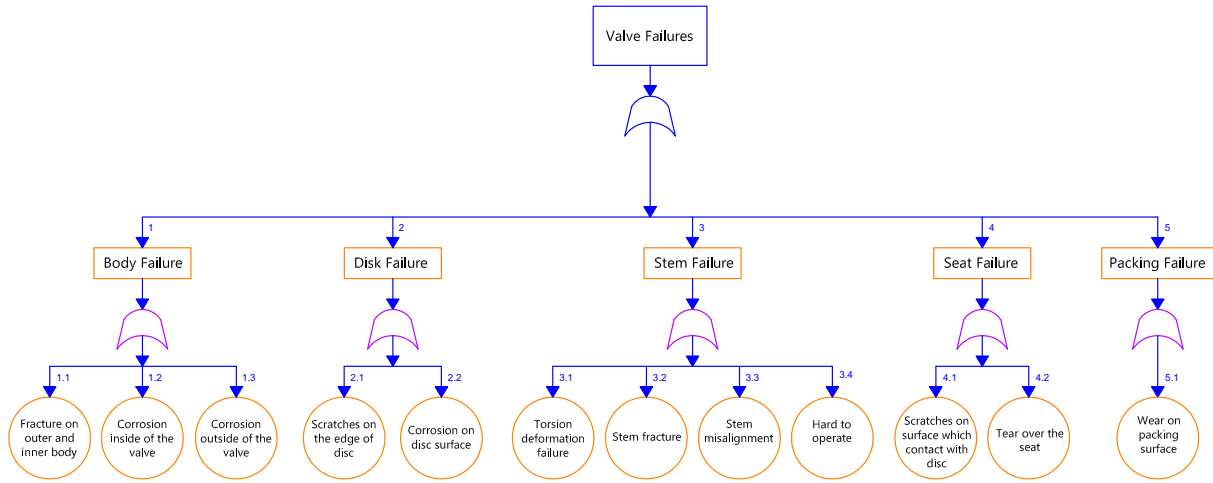 Valve Failures
1
2
3
4
5
Body Failure
Disk Failure
Stem Failure
Seat Failure
Packing Failure
1.1
1.2
1.3
2.1
2.2
3.1
3.2
3.3
3.4
4.1
4.2
5.1
Fracture on
outer and
inner body
Corrosion
inside of the
valve
Corrosion
outside of the
valve
Scratches on
the edge of
disc
Corrosion on
disc surface
Torsion
deformation
failure
Stem fracture
Stem
misalignment
Hard to
operate
Scratches on
surface which
contact with
disc
Tear over the
seat
Wear on
packing
surface